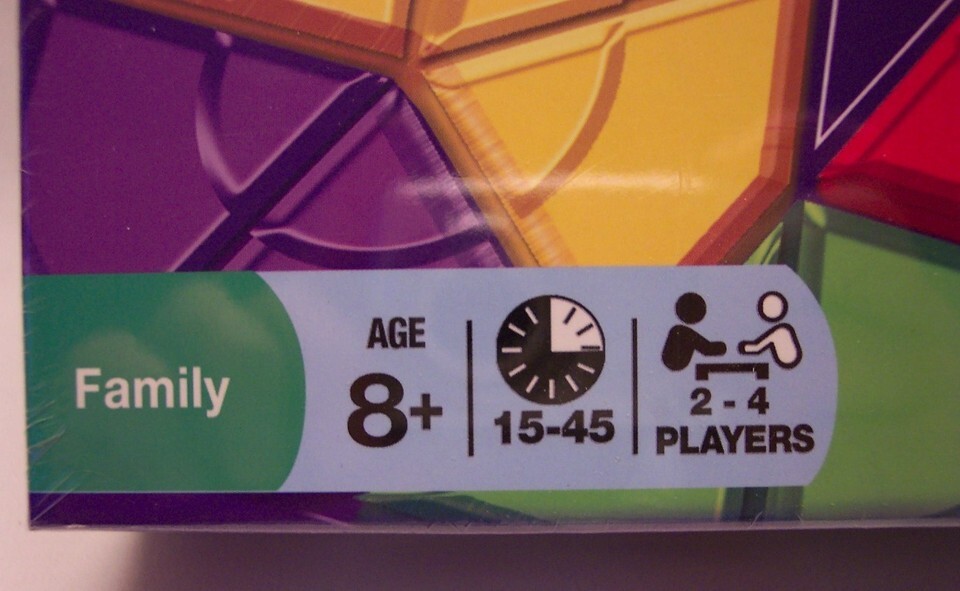 Family
AGE
8+
15-45
2 - 4
PLAYERS